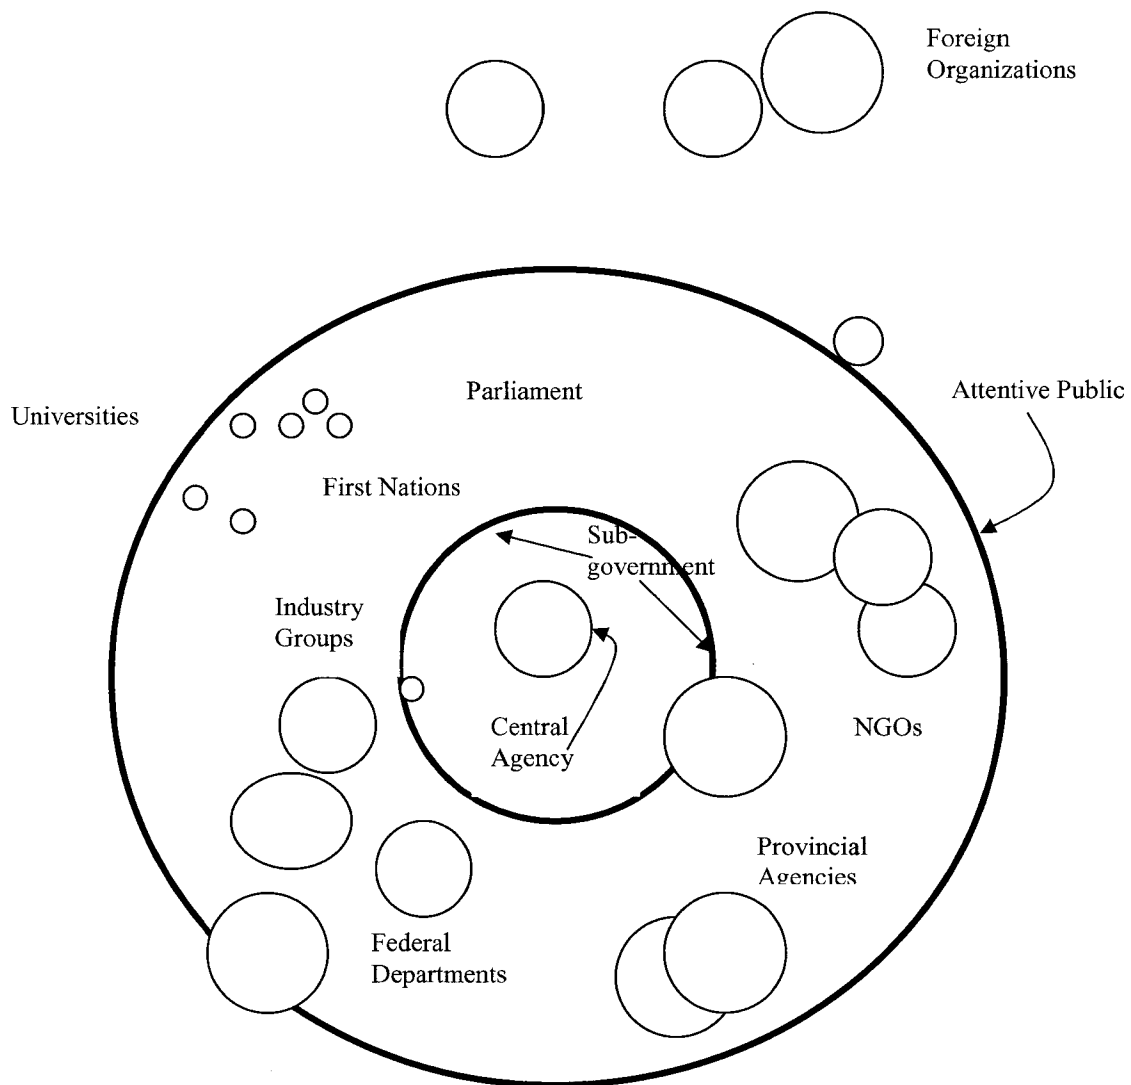 Foreign
Organizations
Parliament
Attentive Public
Universities
First Nations
Sub-
government
Industry
Groups
Central
Agency
NGOs
Provincial
Agencies
Federal
Departments